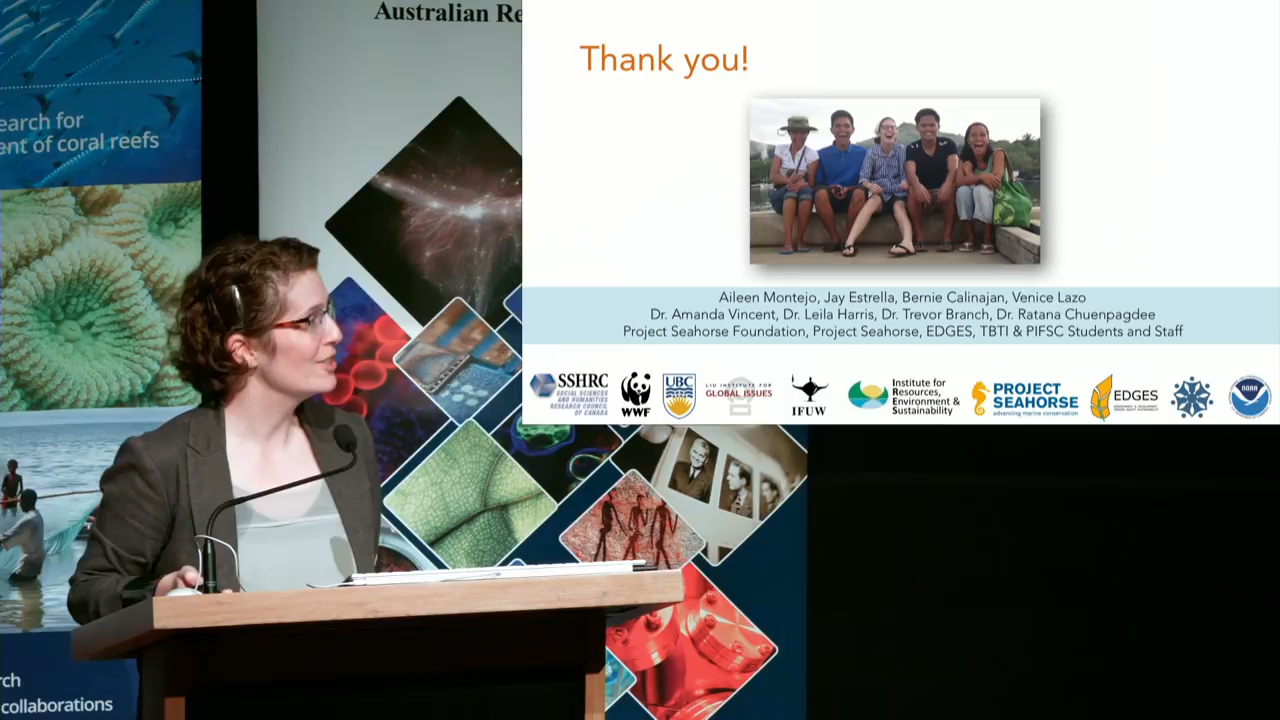 Australian Re
earch for
ent of coral reefs
rch
collaborations
Thank you!
Aileen Montejo, Jay Estrella, Bernie Calinajan, Venice Lazo
Dr. Amanda Vincent, Dr. Leila Harris, Dr. Trevor Branch, Dr. Ratana Chuenpagdee
Project Seahorse Foundation, Project Seahorse, EDGES, TBTI & PIFSC Students and Staff
SSHRC
SOCIAL SCIENCES
AND HUMANITIES
RESEARCH COUNCIL
OF CANADA
WWF
UBC
LIU INSTITUTE FOR
GLOBAL ISSUES
IFUW
Institute for
Resources,
Environment &
Sustainability
PROJECT
SEAHORSE
advancing marine conservation
EDGES
NOAA